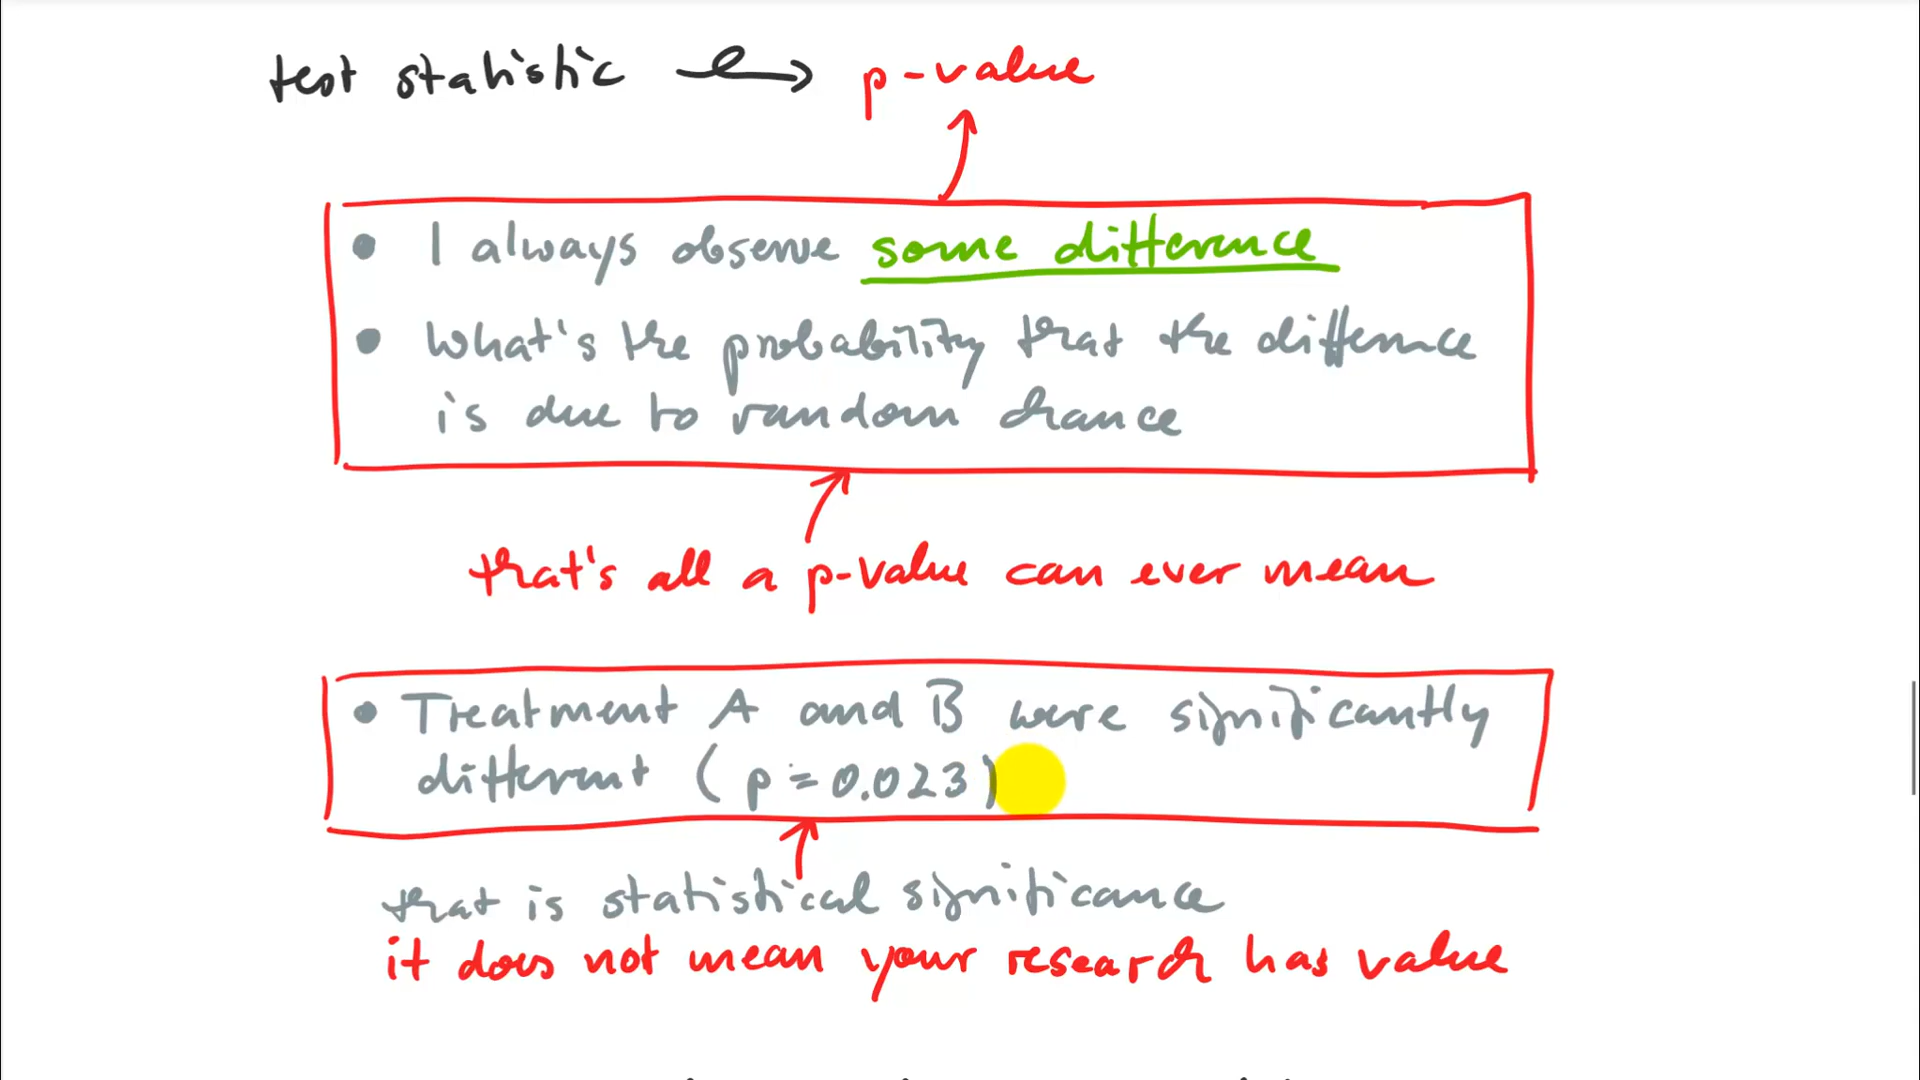 test statistic → p-value
• I always observe some difference
• What's the probability that the difference
is due to random chance
that's all a p-value can ever mean
• Treatment A and B were significantly
different (p = 0.023)
that is statistical significance
it does not mean your research has value